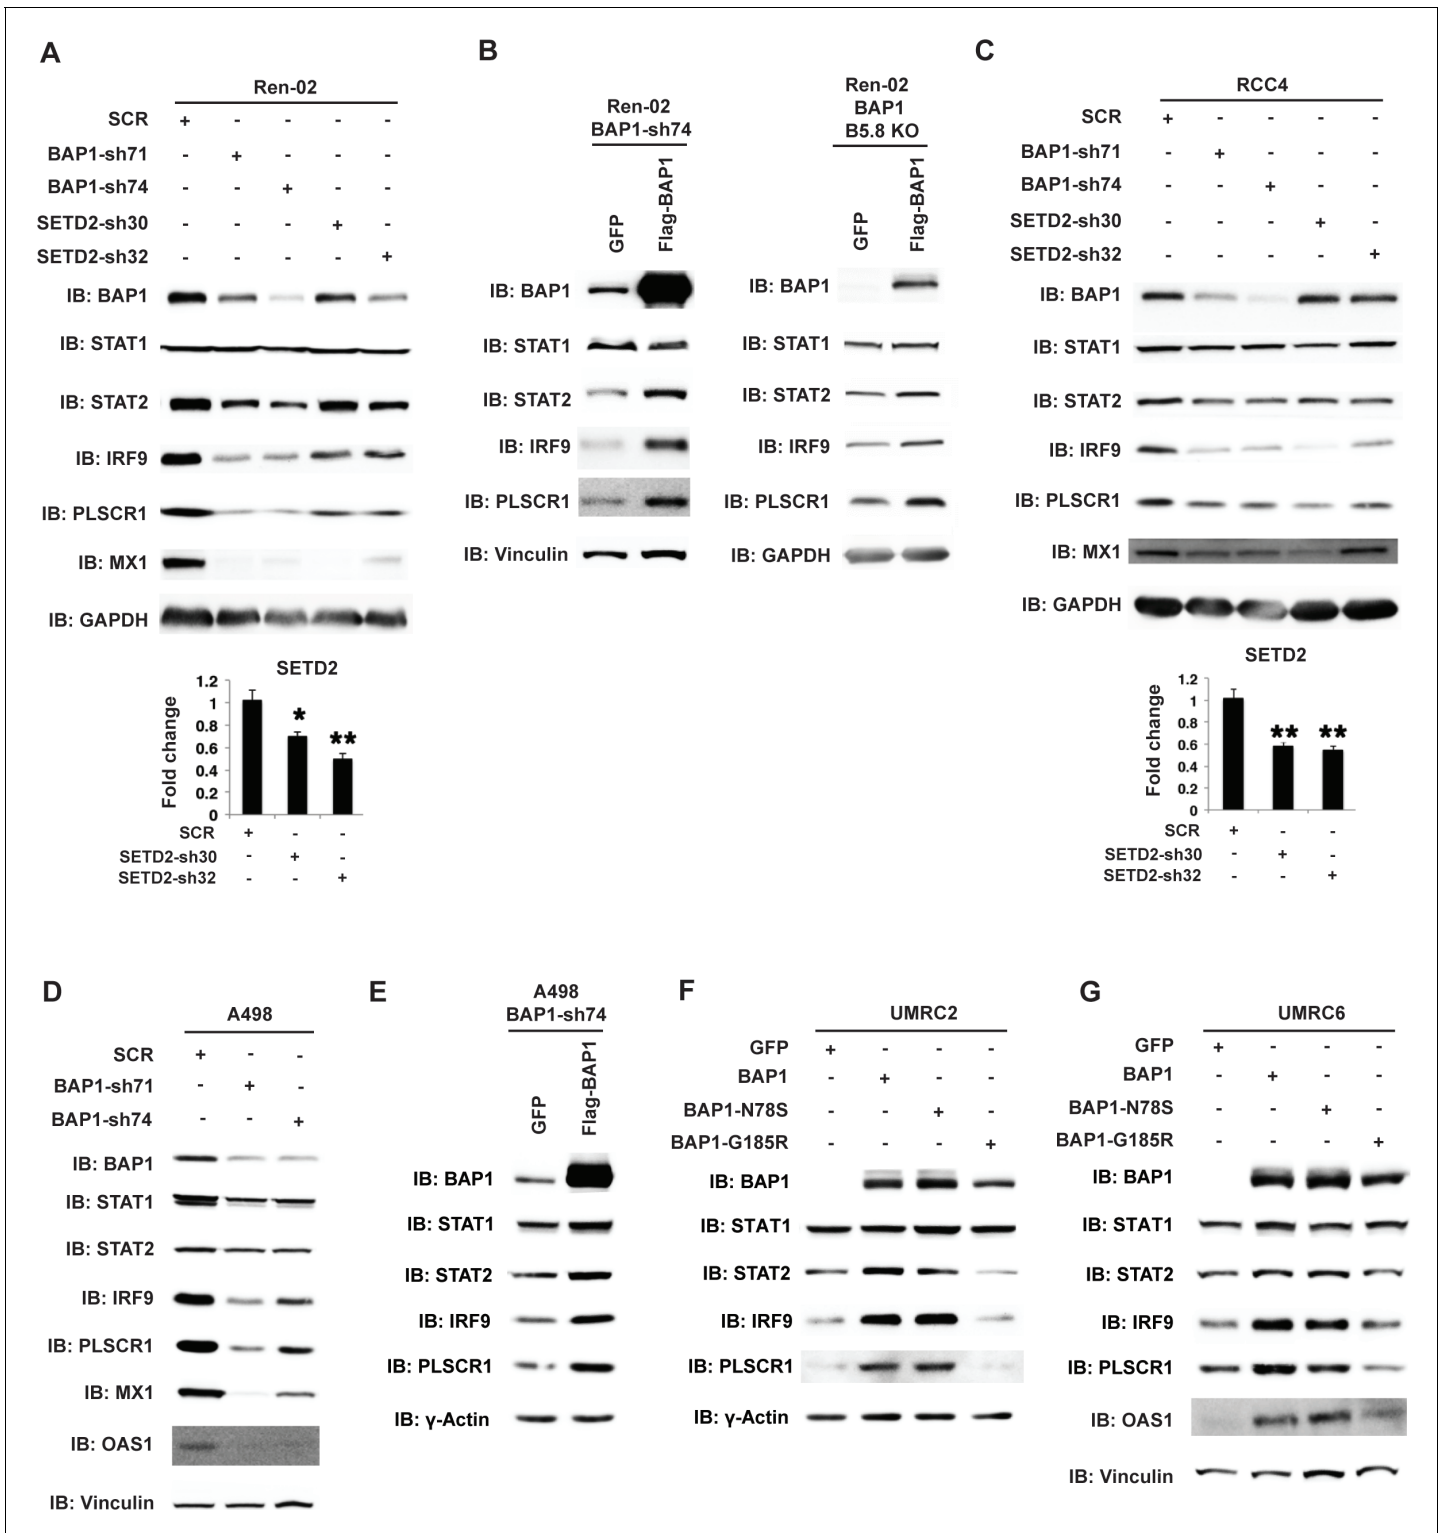 A
Ren-02
SCR + - - - -
BAP1-sh71 - + - - -
BAP1-sh74 - - + - -
SETD2-sh30 - - - + -
SETD2-sh32 - - - - +
IB: BAP1
IB: STAT1
IB: STAT2
IB: IRF9
IB: PLSCR1
IB: MX1
IB: GAPDH
SETD2
Fold change
1.2
1
0.8
0.6
0.4
0.2
0
*
**
SCR + - -
SETD2-sh30 - + -
SETD2-sh32 - - +
B
Ren-02
BAP1-sh74
GFP
Flag-BAP1
IB: BAP1
IB: STAT1
IB: STAT2
IB: IRF9
IB: PLSCR1
IB: Vinculin
Ren-02
BAP1
B5.8 KO
GFP
Flag-BAP1
IB: BAP1
IB: STAT1
IB: STAT2
IB: IRF9
IB: PLSCR1
IB: GAPDH
C
RCC4
SCR + - - - -
BAP1-sh71 - + - - -
BAP1-sh74 - - + - -
SETD2-sh30 - - - + -
SETD2-sh32 - - - - +
IB: BAP1
IB: STAT1
IB: STAT2
IB: IRF9
IB: PLSCR1
IB: MX1
IB: GAPDH
SETD2
Fold change
1.2
1
0.8
0.6
0.4
0.2
0
**
**
SCR + - -
SETD2-sh30 - + -
SETD2-sh32 - - +
D
A498
SCR + - -
BAP1-sh71 - + -
BAP1-sh74 - - +
IB: BAP1
IB: STAT1
IB: STAT2
IB: IRF9
IB: PLSCR1
IB: MX1
IB: OAS1
IB: Vinculin
E
A498
BAP1-sh74
GFP
Flag-BAP1
IB: BAP1
IB: STAT1
IB: STAT2
IB: IRF9
IB: PLSCR1
IB: γ-Actin
F
UMRC2
GFP + - - -
BAP1 - + - -
BAP1-N78S - - + -
BAP1-G185R - - - +
IB: BAP1
IB: STAT1
IB: STAT2
IB: IRF9
IB: PLSCR1
IB: γ-Actin
G
UMRC6
GFP + - - -
BAP1 - + - -
BAP1-N78S - - + -
BAP1-G185R - - - +
IB: BAP1
IB: STAT1
IB: STAT2
IB: IRF9
IB: PLSCR1
IB: OAS1
IB: Vinculin